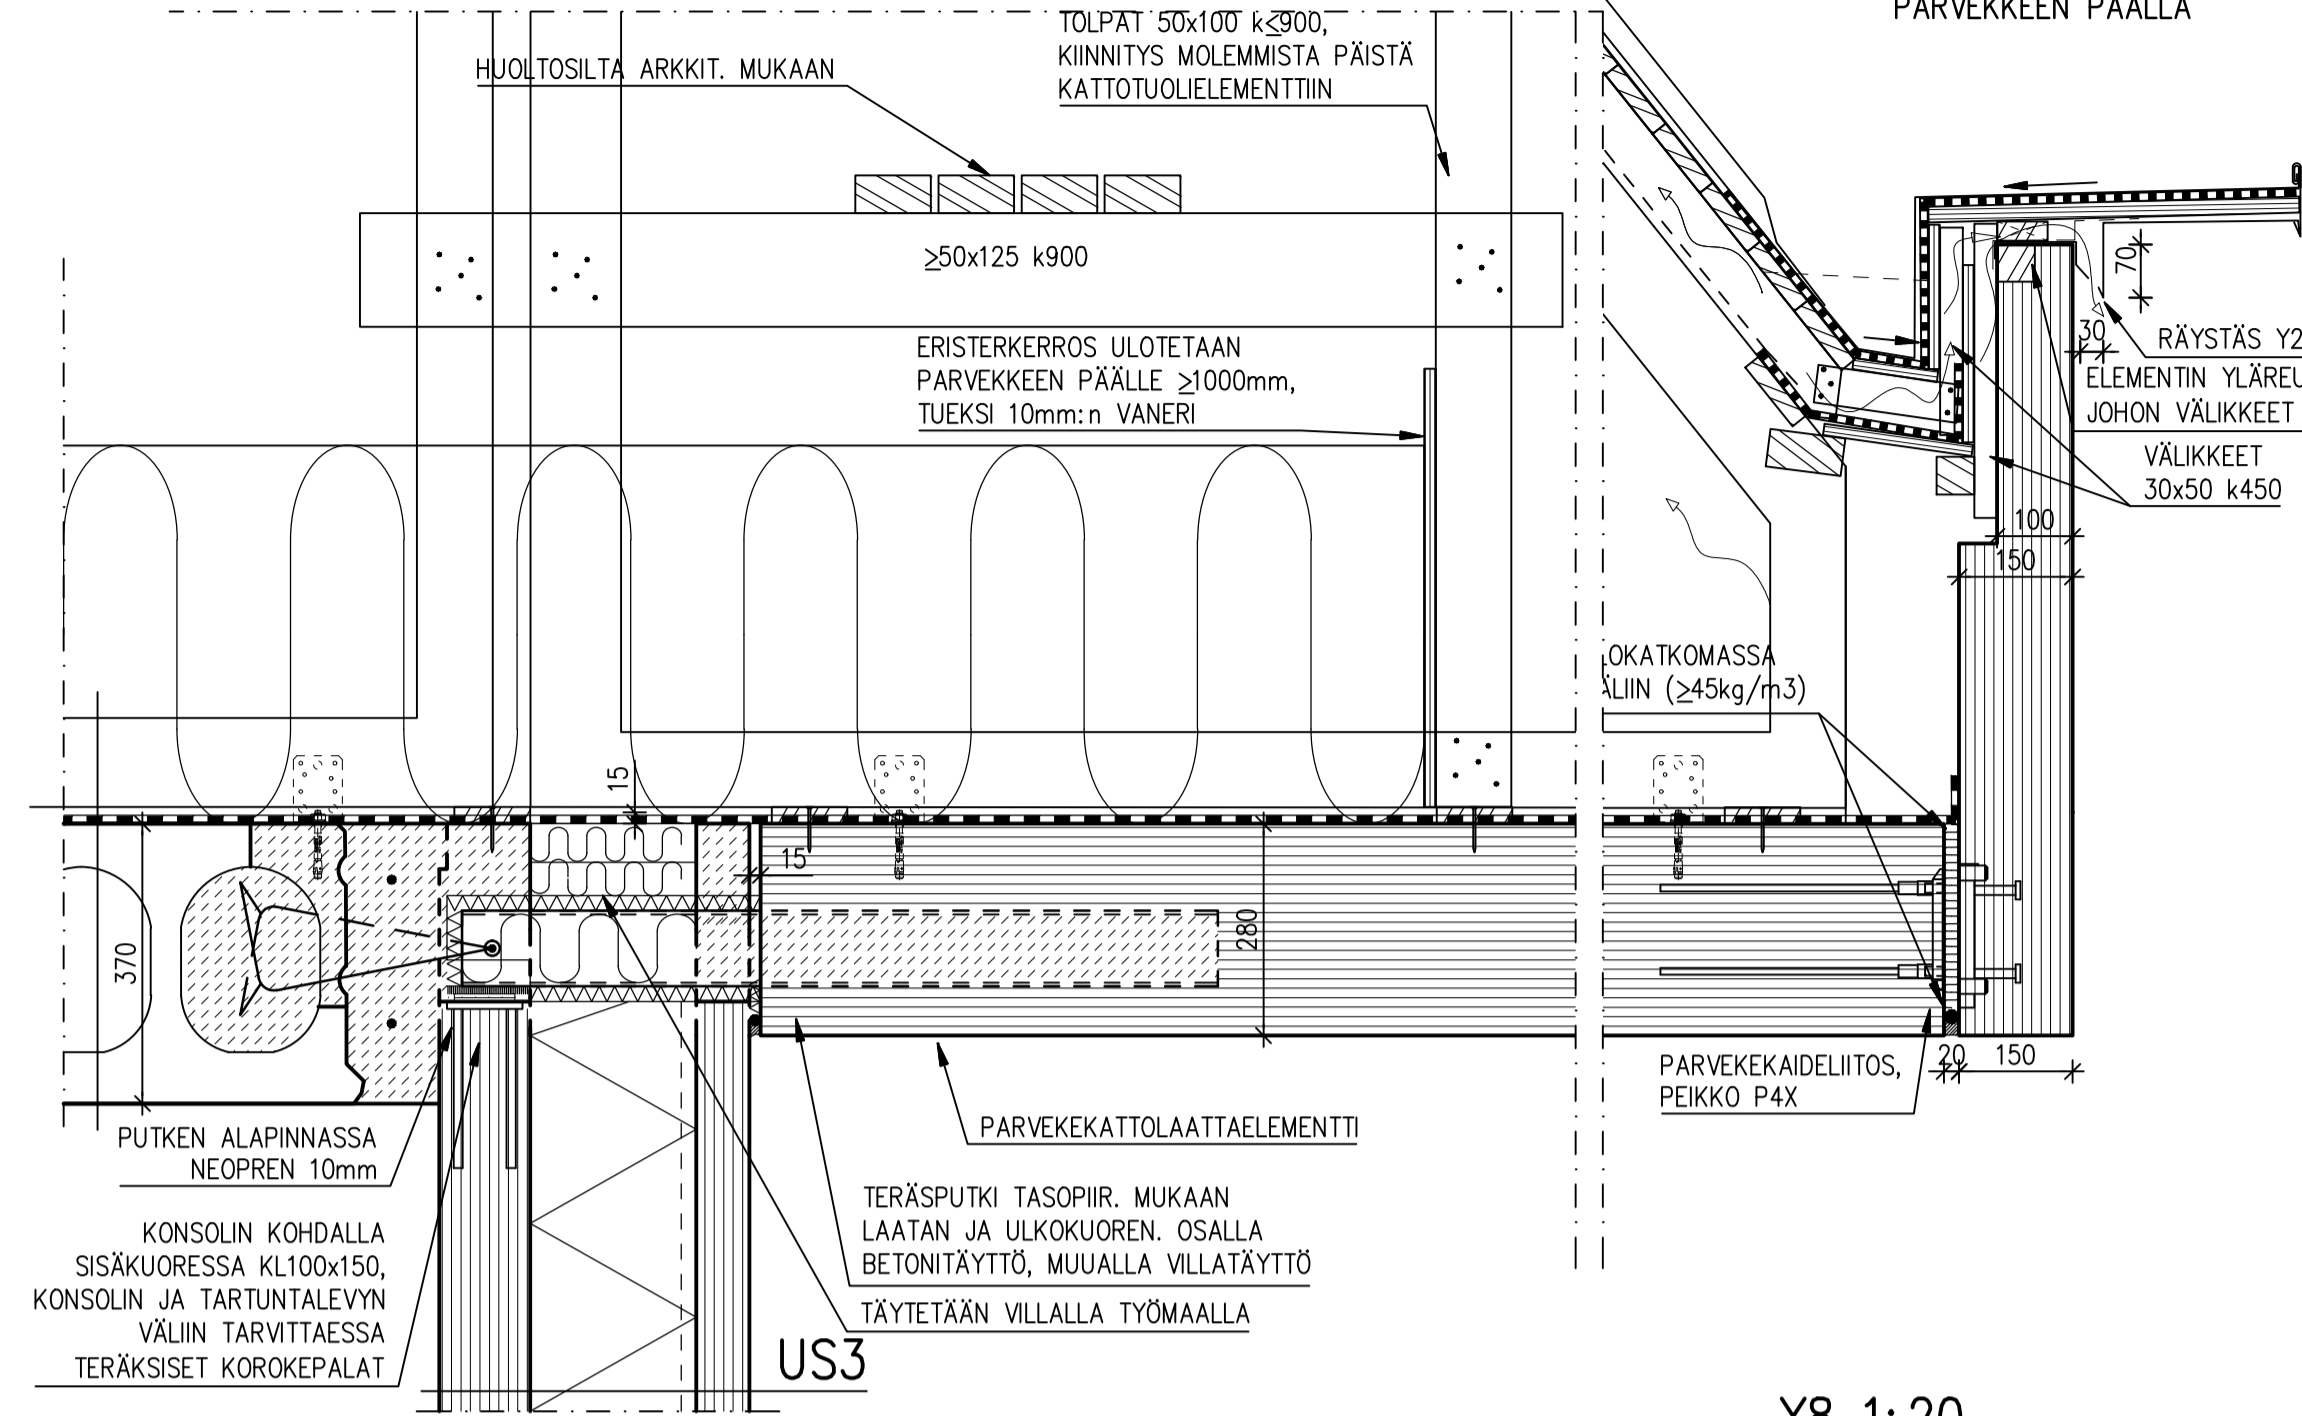 PARVEKKEEN PÄÄLLÄ
TOLPAT 50x100 k≤900,
KIINNITYS MOLEMMISTA PÄISTÄ
KATTOTUOLIELEMENTTIIN
HUOLTOSILTA ARKKIT. MUKAAN
≥50x125 k900
70
30
RÄYSTÄS Y2
ERISTERKERROS ULOTETAAN
PARVEKKEEN PÄÄLLE ≥1000mm,
TUEKSI 10mm:n VANERI
ELEMENTIN YLÄREU
JOHON VÄLIKKEET
VÄLIKKEET
30x50 k450
100
150
LOKATKOMASSA
ÄLIIN (≥45kg/m3)
15
15
370
280
20
150
PARVEKEKAIDELIITOS,
PEIKKO P4X
PUTKEN ALAPINNASSA
NEOPREN 10mm
PARVEKEKATTOLAATTAELEMENTTI
KONSOLIN KOHDALLA
SISÄKUORESSA KL100x150,
KONSOLIN JA TARTUNTALEVYN
VÄLIIN TARVITTAESSA
TERÄKSISET KOROKEPALAT
TERÄSPUTKI TASOPIIR. MUKAAN
LAATAN JA ULKOKUOREN. OSALLA
BETONITÄYTTÖ, MUUALLA VILLATÄYTTÖ
TÄYTETÄÄN VILLALLA TYÖMAALLA
US3
Y8 1:20